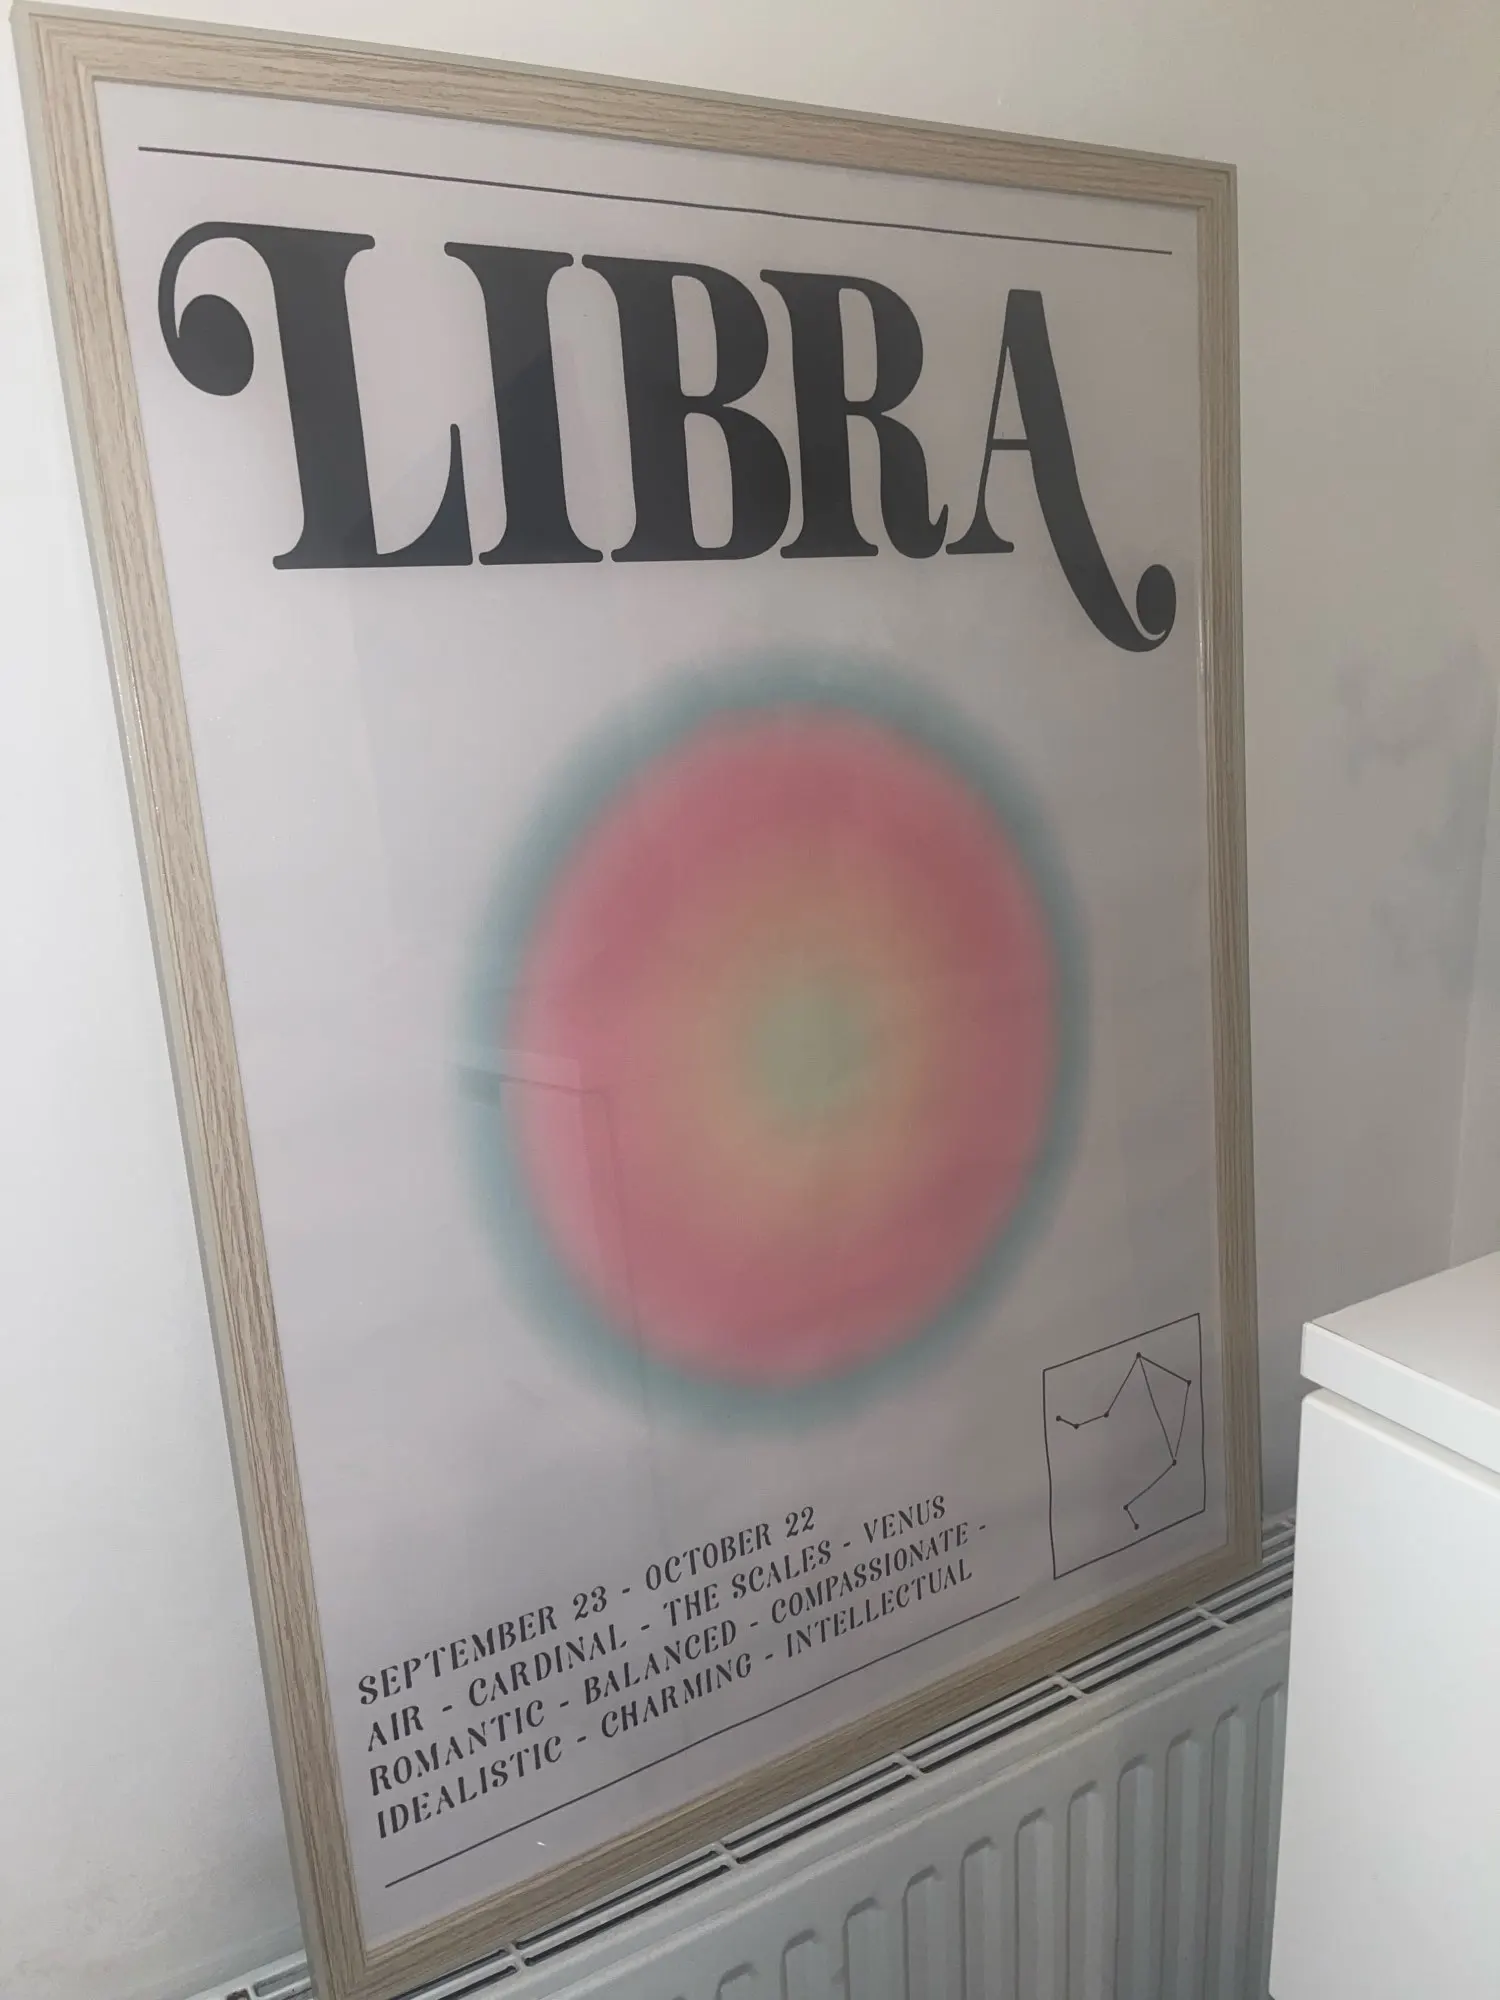 LIBRA
SEPTEMBER 23 - OCTOBER 22
AIR - CARDINAL - THE SCALES - VENUS
ROMANTIC - BALANCED - COMPASSIONATE -
IDEALISTIC - CHARMING - INTELLECTUAL